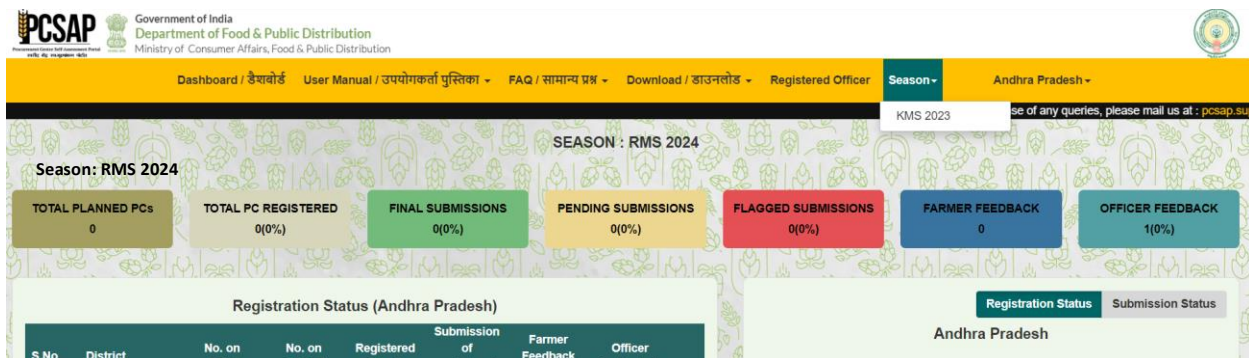 PCSAP
Procurement Centre Self Assessment Portal
Government of India
Department of Food & Public Distribution
Ministry of Consumer Affairs, Food & Public Distribution
Dashboard / डैशबोर्ड User Manual / उपयोगकर्ता पुस्तिका FAQ / सामान्य प्रश्न Download / डाउनलोड Registered Officer Season Andhra Pradesh
KMS 2023
se of any queries, please mail us at : pcsap.su
SEASON : RMS 2024
Season: RMS 2024
TOTAL PLANNED PCs
0
TOTAL PC REGISTERED
0(0%)
FINAL SUBMISSIONS
0(0%)
PENDING SUBMISSIONS
0(0%)
FLAGGED SUBMISSIONS
0(0%)
FARMER FEEDBACK
0
OFFICER FEEDBACK
1(0%)
Registration Status (Andhra Pradesh)
S.No District No. on No. on Registered Submission of Farmer Feedback Officer
Registration Status Submission Status
Andhra Pradesh